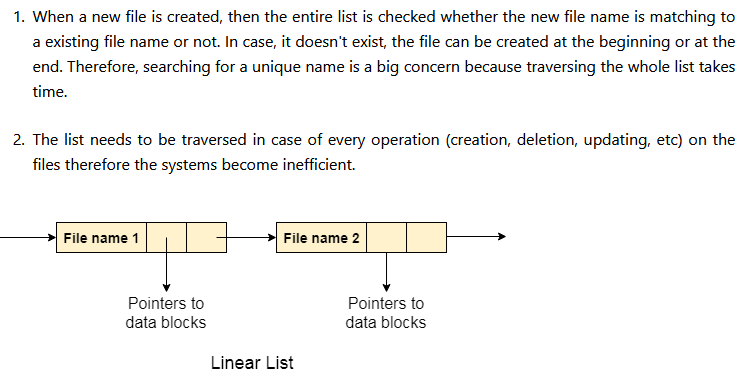 1. When a new file is created, then the entire list is checked whether the new file name is matching to
a existing file name or not. In case, it doesn't exist, the file can be created at the beginning or at the
end. Therefore, searching for a unique name is a big concern because traversing the whole list takes
time.
2. The list needs to be traversed in case of every operation (creation, deletion, updating, etc) on the
files therefore the systems become inefficient.
File name 1
File name 2
Pointers to
data blocks
Pointers to
data blocks
Linear List